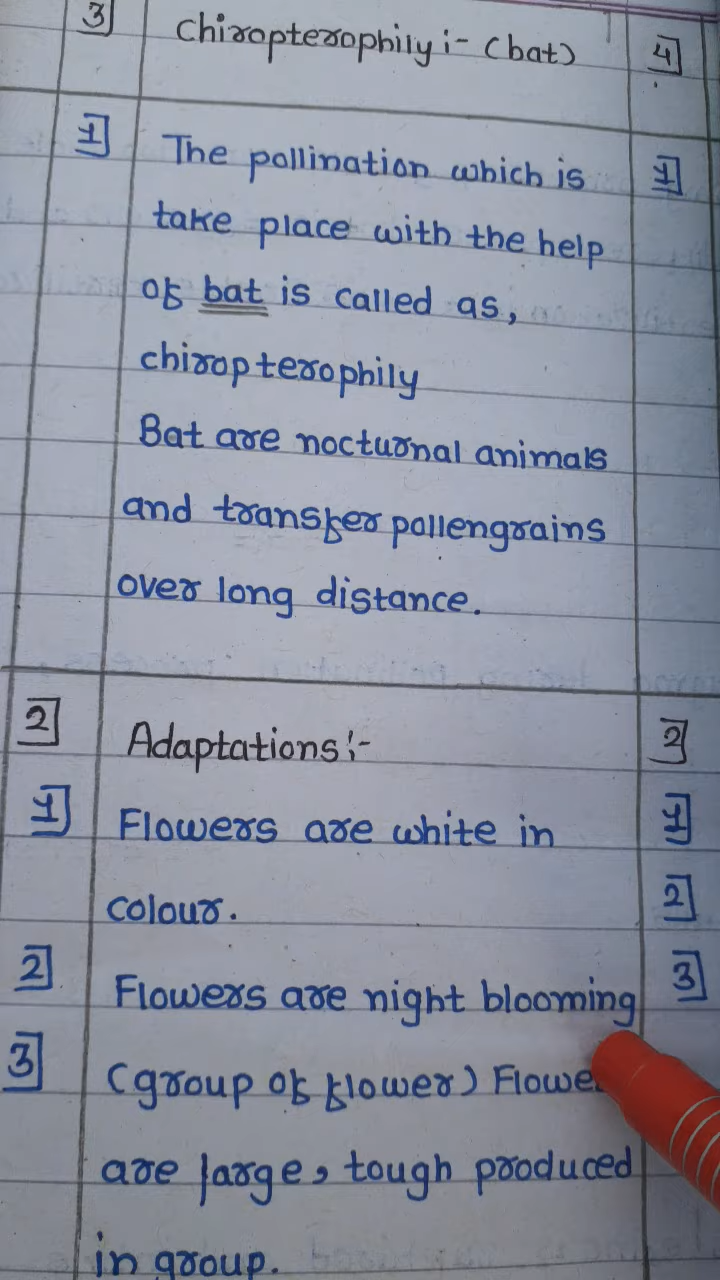 3] Chiropterophily :- (bat) 4]
1] The pollination which is 1]
take place with the help
of bat is called as,
chiropterophily
Bat are nocturnal animals
and transfer pollengrains
over long distance.
2] Adaptations :- 2]
1] Flowers are white in 1]
colour. 2]
2] Flowers are night blooming 3]
3] (group of flower)
are large, tough produced
in group.